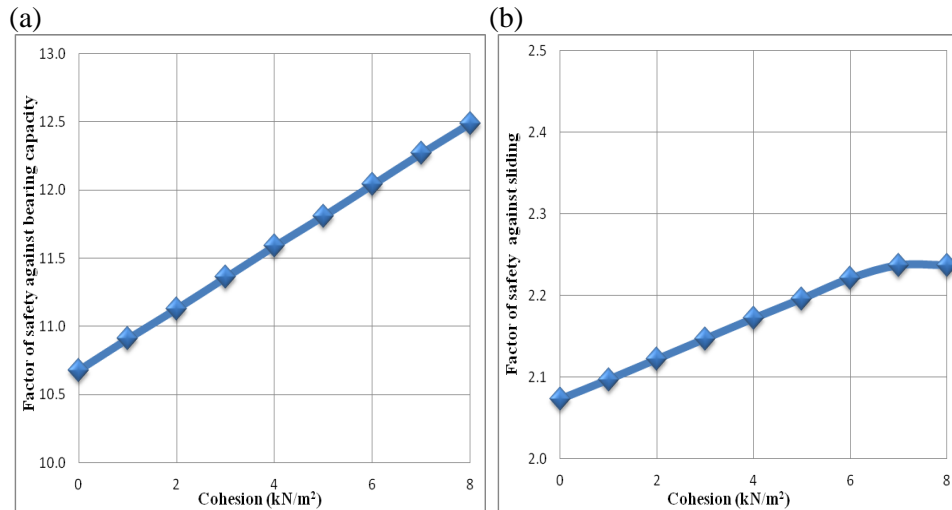 (a)
Factor of safety against bearing capacity
13.0
12.5
12.0
11.5
11.0
10.5
10.0
0 2 4 6 8
Cohesion (kN/m²)
(b)
Factor of safety against sliding
2.5
2.4
2.3
2.2
2.1
2.0
0 2 4 6 8
Cohesion (kN/m²)